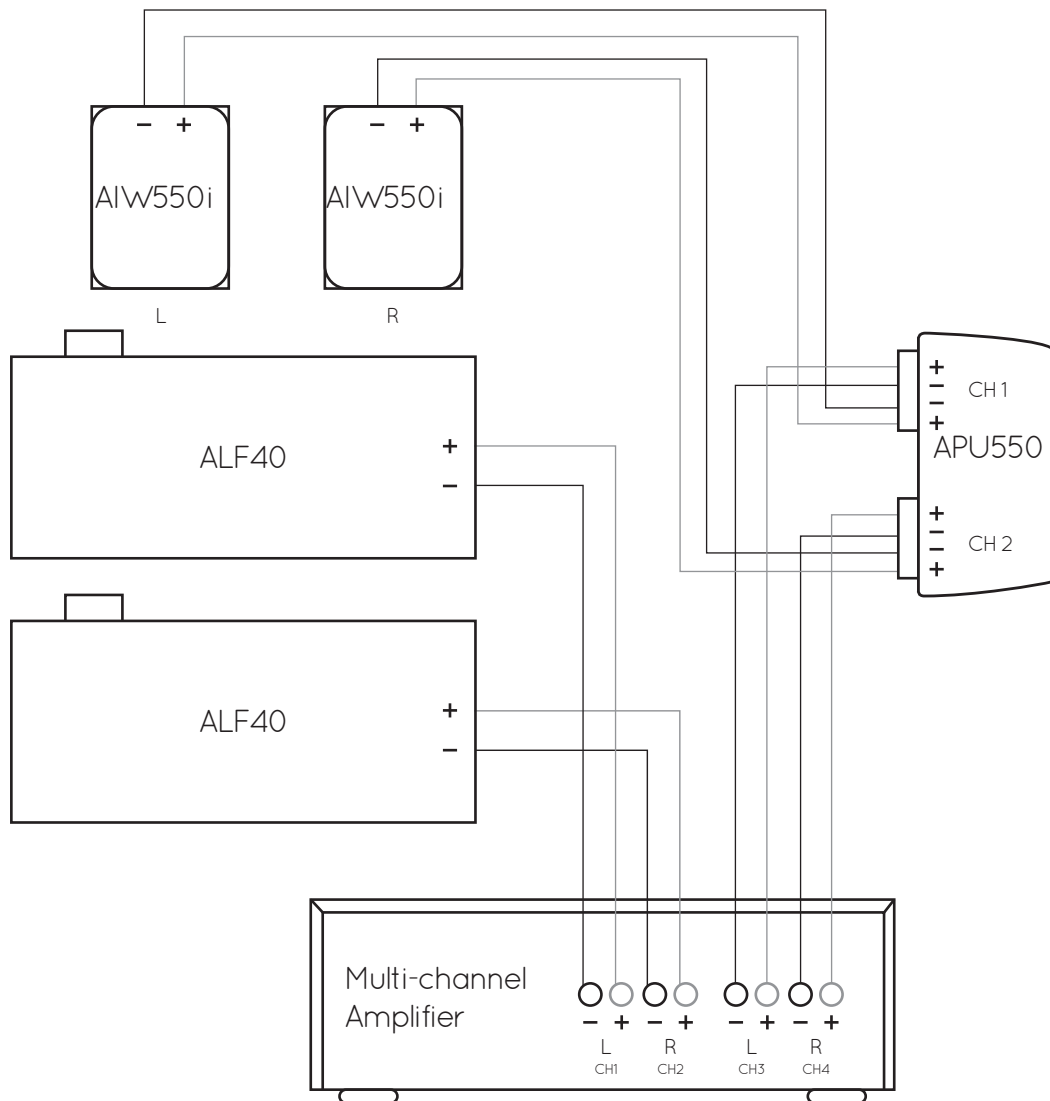 − +
− +
AIW550i
AIW550i
L
R
+
−
−
+
CH 1
APU550
+
−
−
+
CH 2
+
−
ALF40
+
−
ALF40
Multi-channel
Amplifier
− + − + − + − +
L R L R
CH1 CH2 CH3 CH4